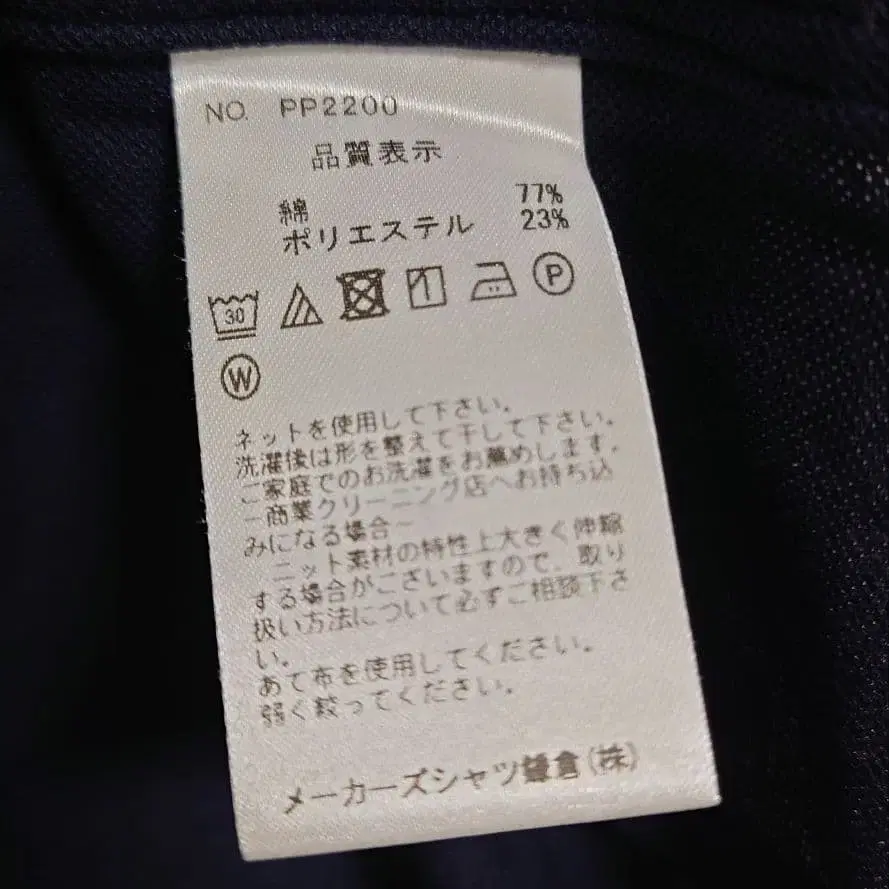 NO. PP2200
品質表示
綿 77%
ポリエステル 23%
30
P
W
ネットを使用して下さい。
洗濯後は形を整えて干して下さい。
ご家庭でのお洗濯をお薦めします。
−商業クリーニング店へお持ち込
みになる場合−
ニット素材の特性上大きく伸縮
する場合がございますので、取り
扱い方法について必ずご相談下さ
い。
あて布を使用してください。
弱く絞ってください。
メーカーズシャツ鎌倉(株)